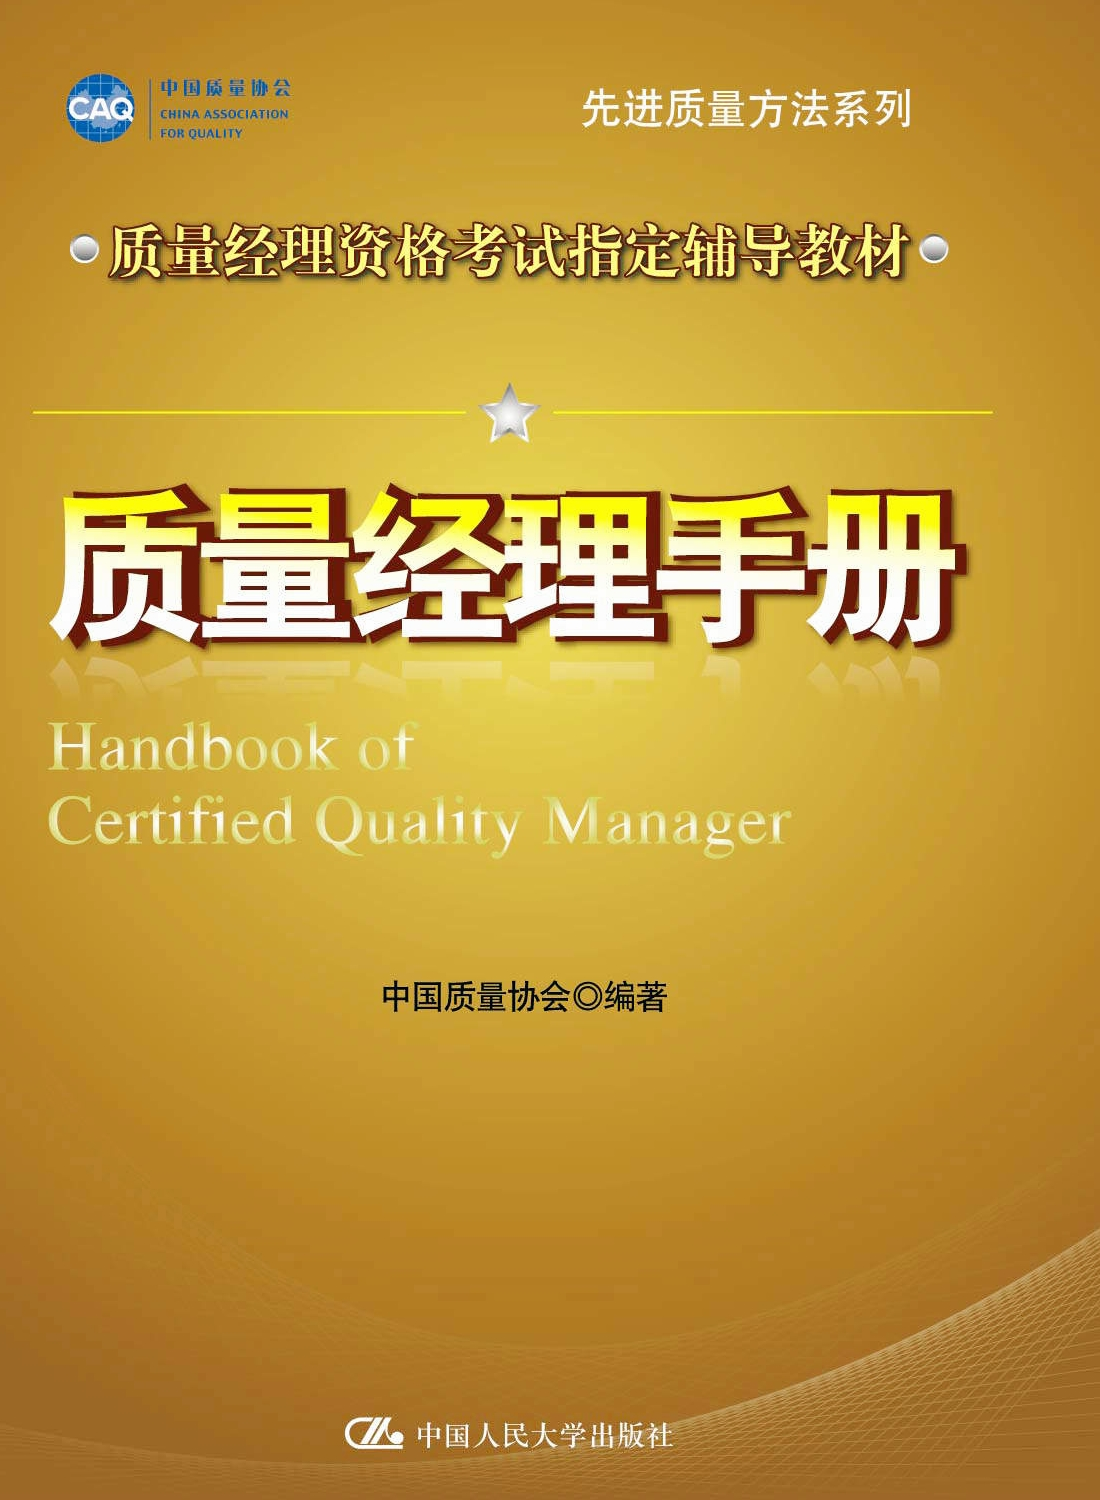 CAQ
中国质量协会
CHINA ASSOCIATION
FOR QUALITY
先进质量方法系列
质量经理资格考试指定辅导教材
质量经理手册
Handbook of
Certified Quality Manager
中国质量协会◎编著
中国人民大学出版社